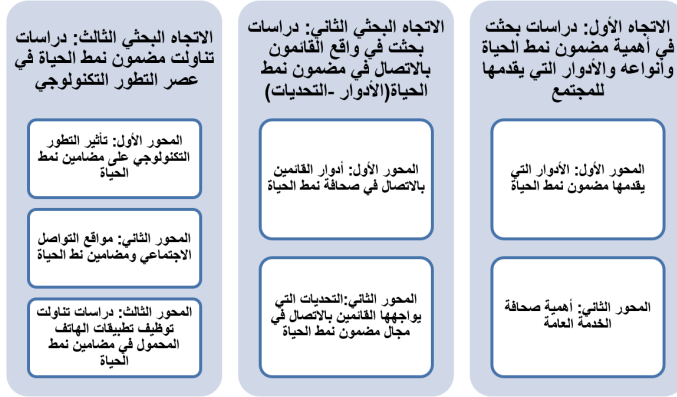 الاتجاه الأول: دراسات بحثت
في أهمية مضمون نمط الحياة
وأنواعه والأدوار التي يقدمها
للمجتمع
المحور الأول: الأدوار التي
يقدمها مضمون نمط الحياة
المحور الثاني: أهمية صحافة
الخدمة العامة
الاتجاه البحثي الثاني: دراسات
بحثت في واقع القائمون
بالاتصال في مضمون نمط
الحياة(الأدوار -التحديات)
المحور الأول: أدوار القائمين
بالاتصال في صحافة نمط الحياة
المحور الثاني:التحديات التي
يواجهها القائمين بالاتصال في
مجال مضمون نمط الحياة
الاتجاه البحثي الثالث: دراسات
تناولت مضمون نمط الحياة في
عصر التطور التكنولوجي
المحور الأول: تأثير التطور
التكنولوجي على مضامين نمط
الحياة
المحور الثاني: مواقع التواصل
الاجتماعي ومضامين نط الحياة
المحور الثالث: دراسات تناولت
توظيف تطبيقات الهاتف
المحمول في مضامين نمط
الحياة